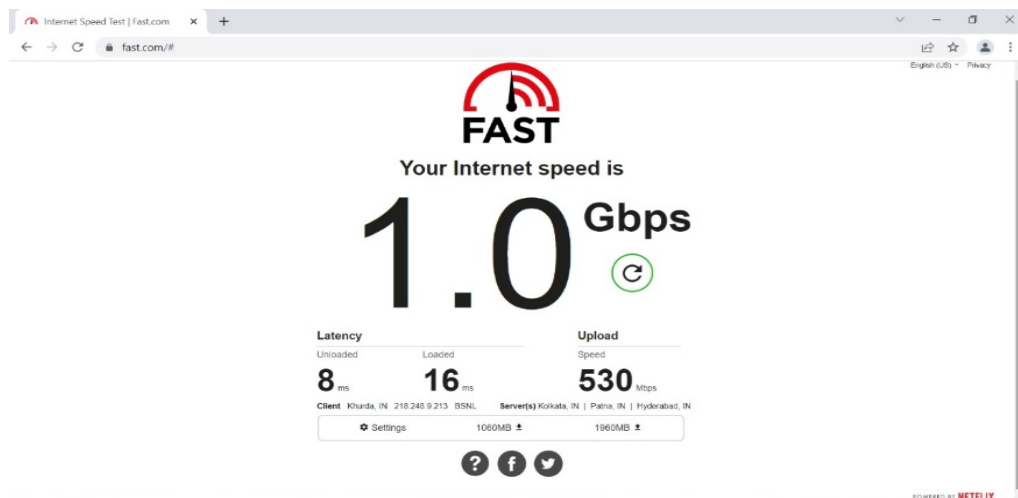 Internet Speed Test | Fast.com
fast.com/#
English (US) Privacy
FAST
Your Internet speed is
1.0 Gbps
Latency Upload
Unloaded Loaded Speed
8 ms 16 ms 530 Mbps
Client Khurda, IN 218.248.9.213 BSNL Server(s) Kolkata, IN | Patna, IN | Hyderabad, IN
Settings 1060MB 1960MB
POWERED BY NETFLIX